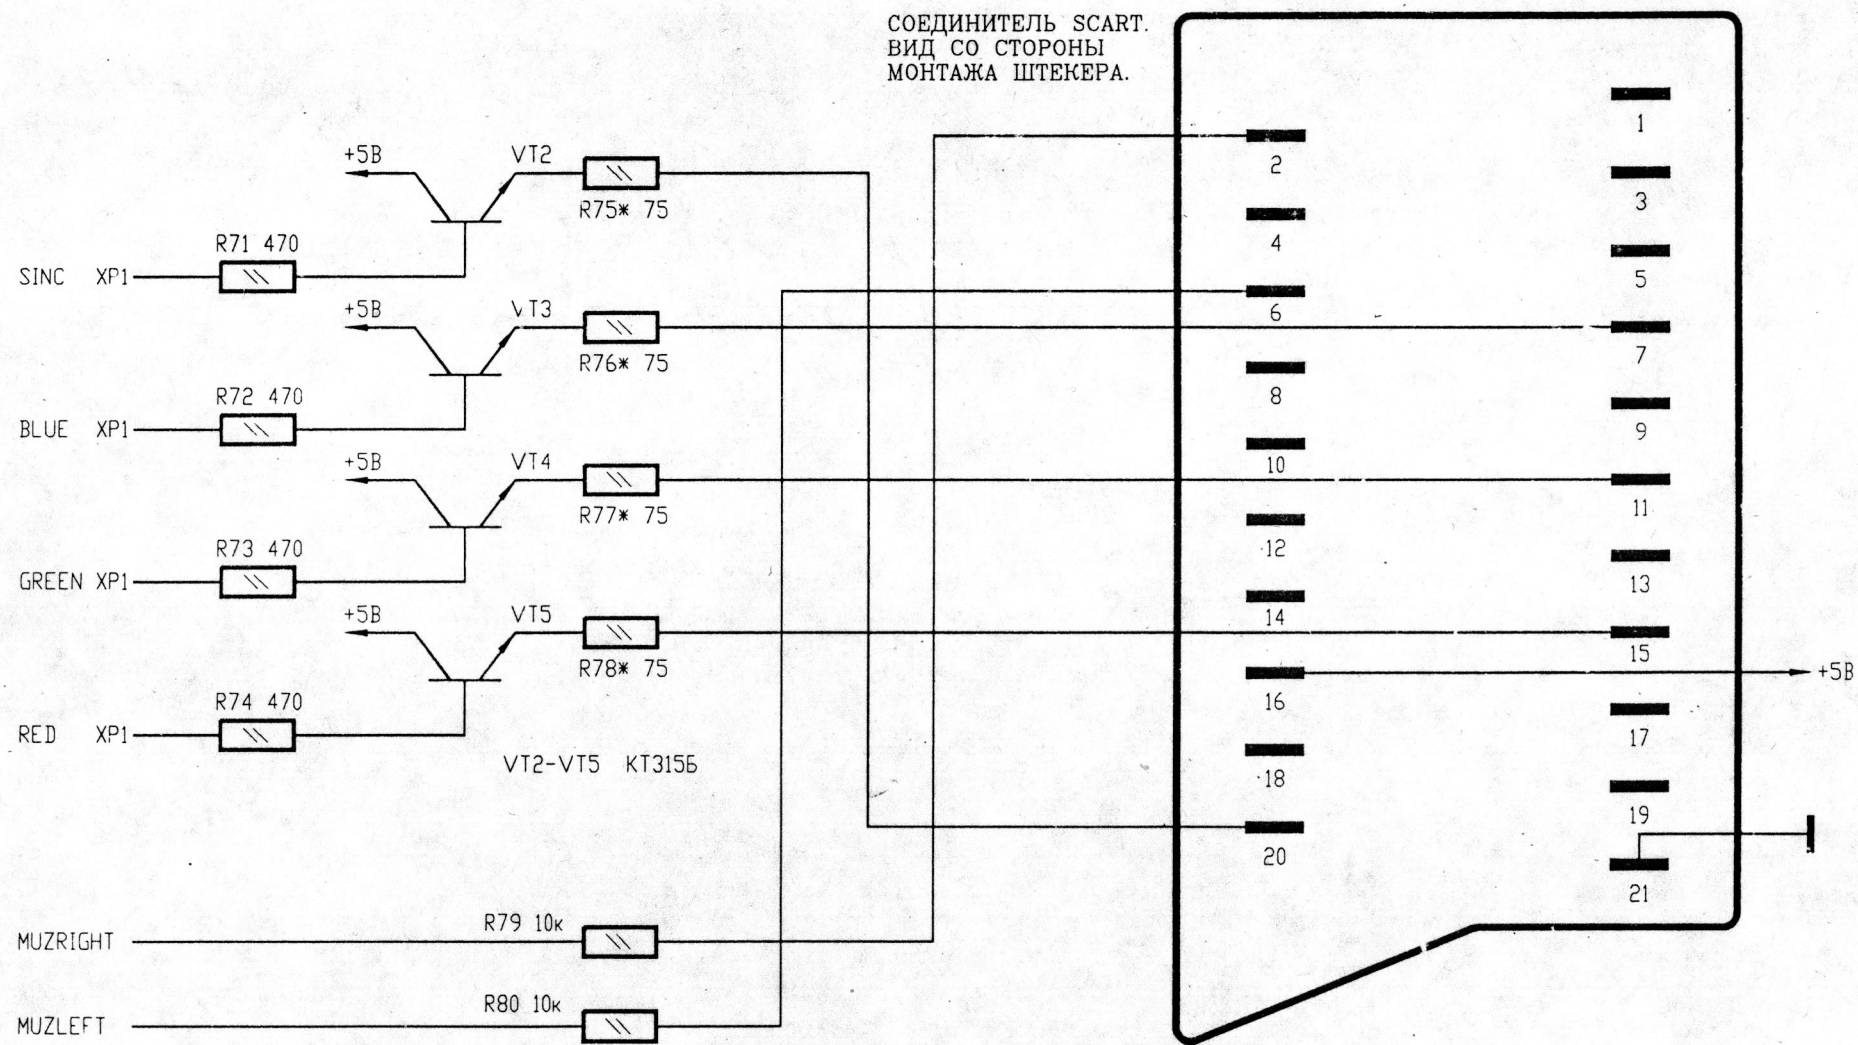 СОЕДИНИТЕЛЬ SCART.
ВИД СО СТОРОНЫ
МОНТАЖА ШТЕКЕРА.
+5В
VT2
R75* 75
R71 470
SINC XP1
+5В
VT3
R76* 75
R72 470
BLUE XP1
+5В
VT4
R77* 75
R73 470
GREEN XP1
+5В
VT5
R78* 75
R74 470
RED XP1
VT2-VT5 КТ315Б
R79 10к
MUZRIGHT
R80 10к
MUZLEFT
1
2
3
4
5
6
7
8
9
10
11
12
13
14
15
16
+5В
17
18
19
20
21